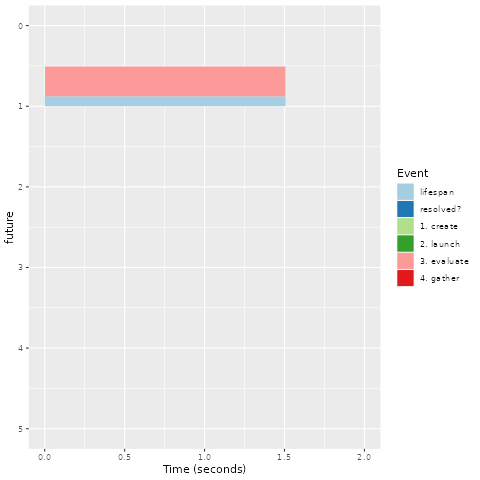 0
1
2
3
4
5
future
0.0 0.5 1.0 1.5 2.0
Time (seconds)
Event
lifespan
resolved?
1. create
2. launch
3. evaluate
4. gather